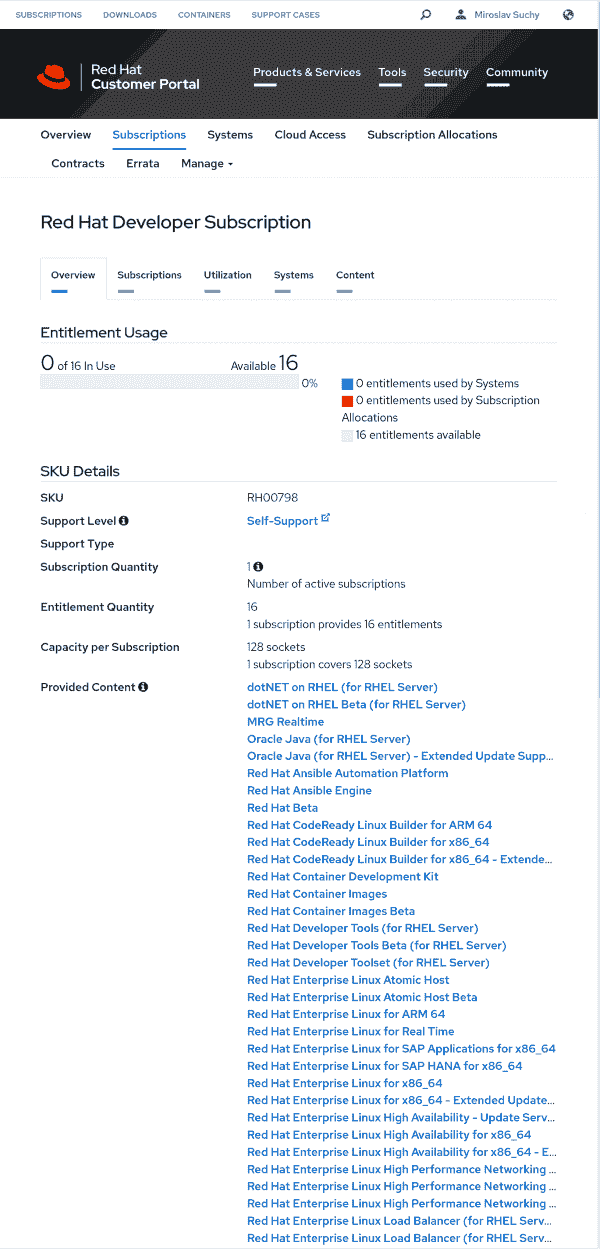 SUBSCRIPTIONS DOWNLOADS CONTAINERS SUPPORT CASES Miroslav Suchy
Red Hat
Customer Portal
Products & Services Tools Security Community
Overview Subscriptions Systems Cloud Access Subscription Allocations
Contracts Errata Manage
Red Hat Developer Subscription
Overview Subscriptions Utilization Systems Content
Entitlement Usage
0 of 16 In Use Available 16
0%
0 entitlements used by Systems
0 entitlements used by Subscription
Allocations
16 entitlements available
SKU Details
SKU RH00798
Support Level Self-Support
Support Type
Subscription Quantity 1
Number of active subscriptions
Entitlement Quantity 16
1 subscription provides 16 entitlements
Capacity per Subscription 128 sockets
1 subscription covers 128 sockets
Provided Content dotNET on RHEL (for RHEL Server)
dotNET on RHEL Beta (for RHEL Server)
MRG Realtime
Oracle Java (for RHEL Server)
Oracle Java (for RHEL Server) - Extended Update Supp...
Red Hat Ansible Automation Platform
Red Hat Ansible Engine
Red Hat Beta
Red Hat CodeReady Linux Builder for ARM 64
Red Hat CodeReady Linux Builder for x86_64
Red Hat CodeReady Linux Builder for x86_64 - Extende...
Red Hat Container Development Kit
Red Hat Container Images
Red Hat Container Images Beta
Red Hat Developer Tools (for RHEL Server)
Red Hat Developer Tools Beta (for RHEL Server)
Red Hat Developer Toolset (for RHEL Server)
Red Hat Enterprise Linux Atomic Host
Red Hat Enterprise Linux Atomic Host Beta
Red Hat Enterprise Linux for ARM 64
Red Hat Enterprise Linux for Real Time
Red Hat Enterprise Linux for SAP Applications for x86_64
Red Hat Enterprise Linux for SAP HANA for x86_64
Red Hat Enterprise Linux for x86_64
Red Hat Enterprise Linux for x86_64 - Extended Update...
Red Hat Enterprise Linux High Availability - Update Serv...
Red Hat Enterprise Linux High Availability for x86_64
Red Hat Enterprise Linux High Availability for x86_64 - E...
Red Hat Enterprise Linux High Performance Networking ...
Red Hat Enterprise Linux High Performance Networking ...
Red Hat Enterprise Linux High Performance Networking ...
Red Hat Enterprise Linux Load Balancer (for RHEL Serv...
Red Hat Enterprise Linux Load Balancer (for RHEL Serv...